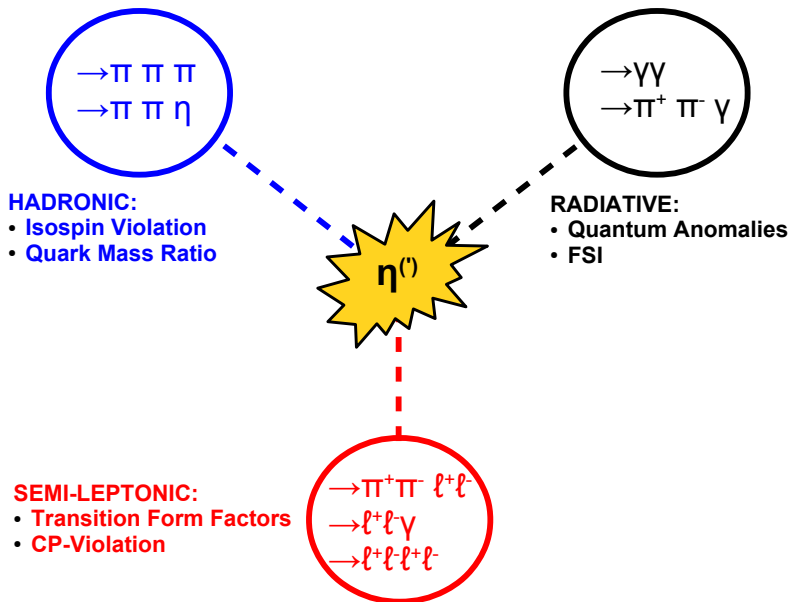 →π π π
→π π η
HADRONIC:
• Isospin Violation
• Quark Mass Ratio
→γγ
→π⁺ π⁻ γ
RADIATIVE:
• Quantum Anomalies
• FSI
η⁽'⁾
SEMI-LEPTONIC:
• Transition Form Factors
• CP-Violation
→π⁺π⁻ ℓ⁺ℓ⁻
→ℓ⁺ℓ⁻γ
→ℓ⁺ℓ⁻ℓ⁺ℓ⁻